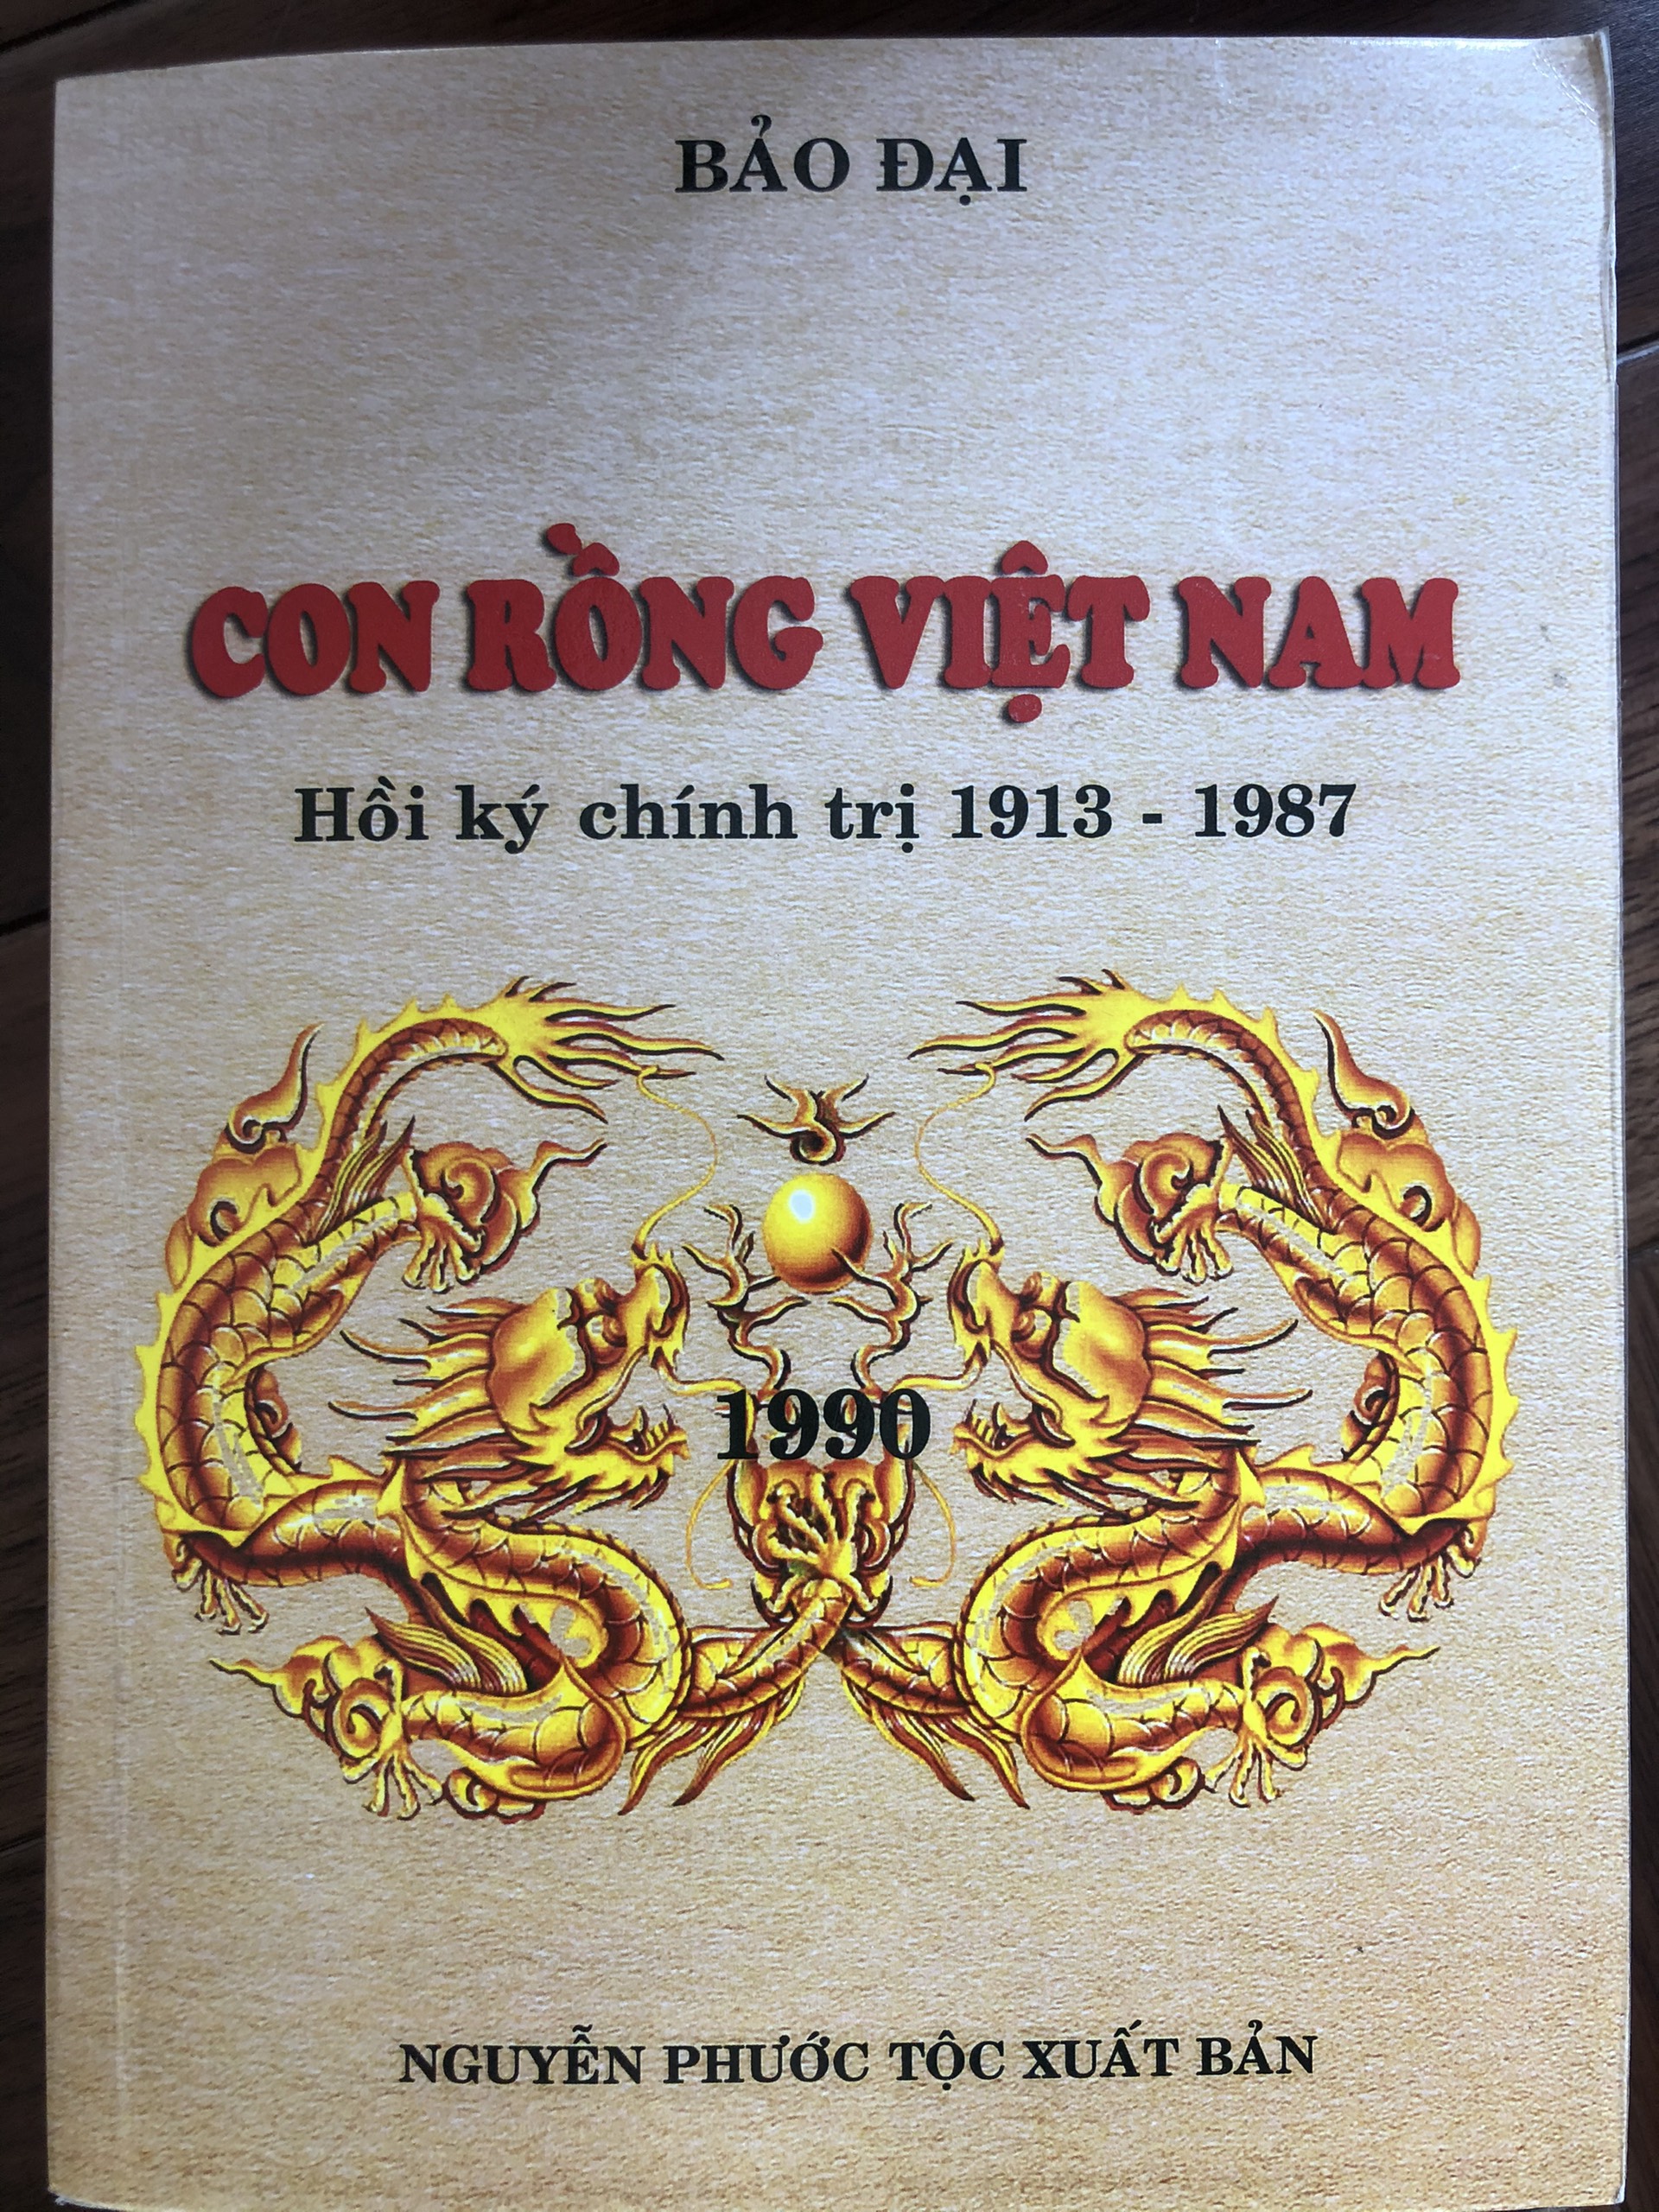 BẢO ĐẠI
CON RỒNG VIỆT NAM
Hồi ký chính trị 1913 - 1987
1990
NGUYỄN PHƯỚC TỘC XUẤT BẢN